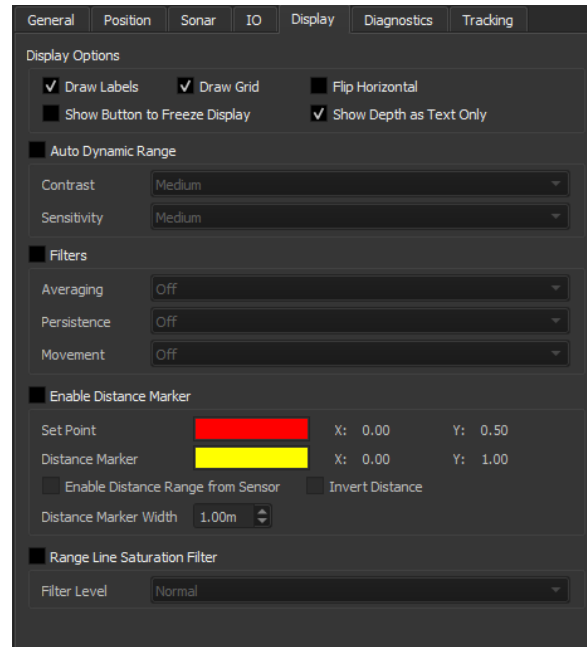 General Position Sonar IO Display Diagnostics Tracking
Display Options
Draw Labels Draw Grid Flip Horizontal
Show Button to Freeze Display Show Depth as Text Only
Auto Dynamic Range
Contrast Medium
Sensitivity Medium
Filters
Averaging Off
Persistence Off
Movement Off
Enable Distance Marker
Set Point X: 0.00 Y: 0.50
Distance Marker X: 0.00 Y: 1.00
Enable Distance Range from Sensor Invert Distance
Distance Marker Width 1.00m
Range Line Saturation Filter
Filter Level Normal